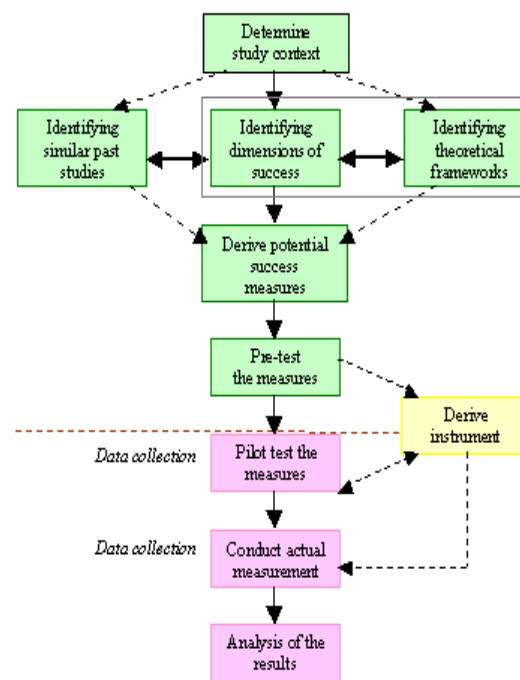 Determine
study context
Identifying
similar past
studies
Identifying
dimensions of
success
Identifying
theoretical
frameworks
Derive potential
success
measures
Pre-test
the measures
Derive
instrument
Data collection
Pilot test the
measures
Data collection
Conduct actual
measurement
Analysis of the
results